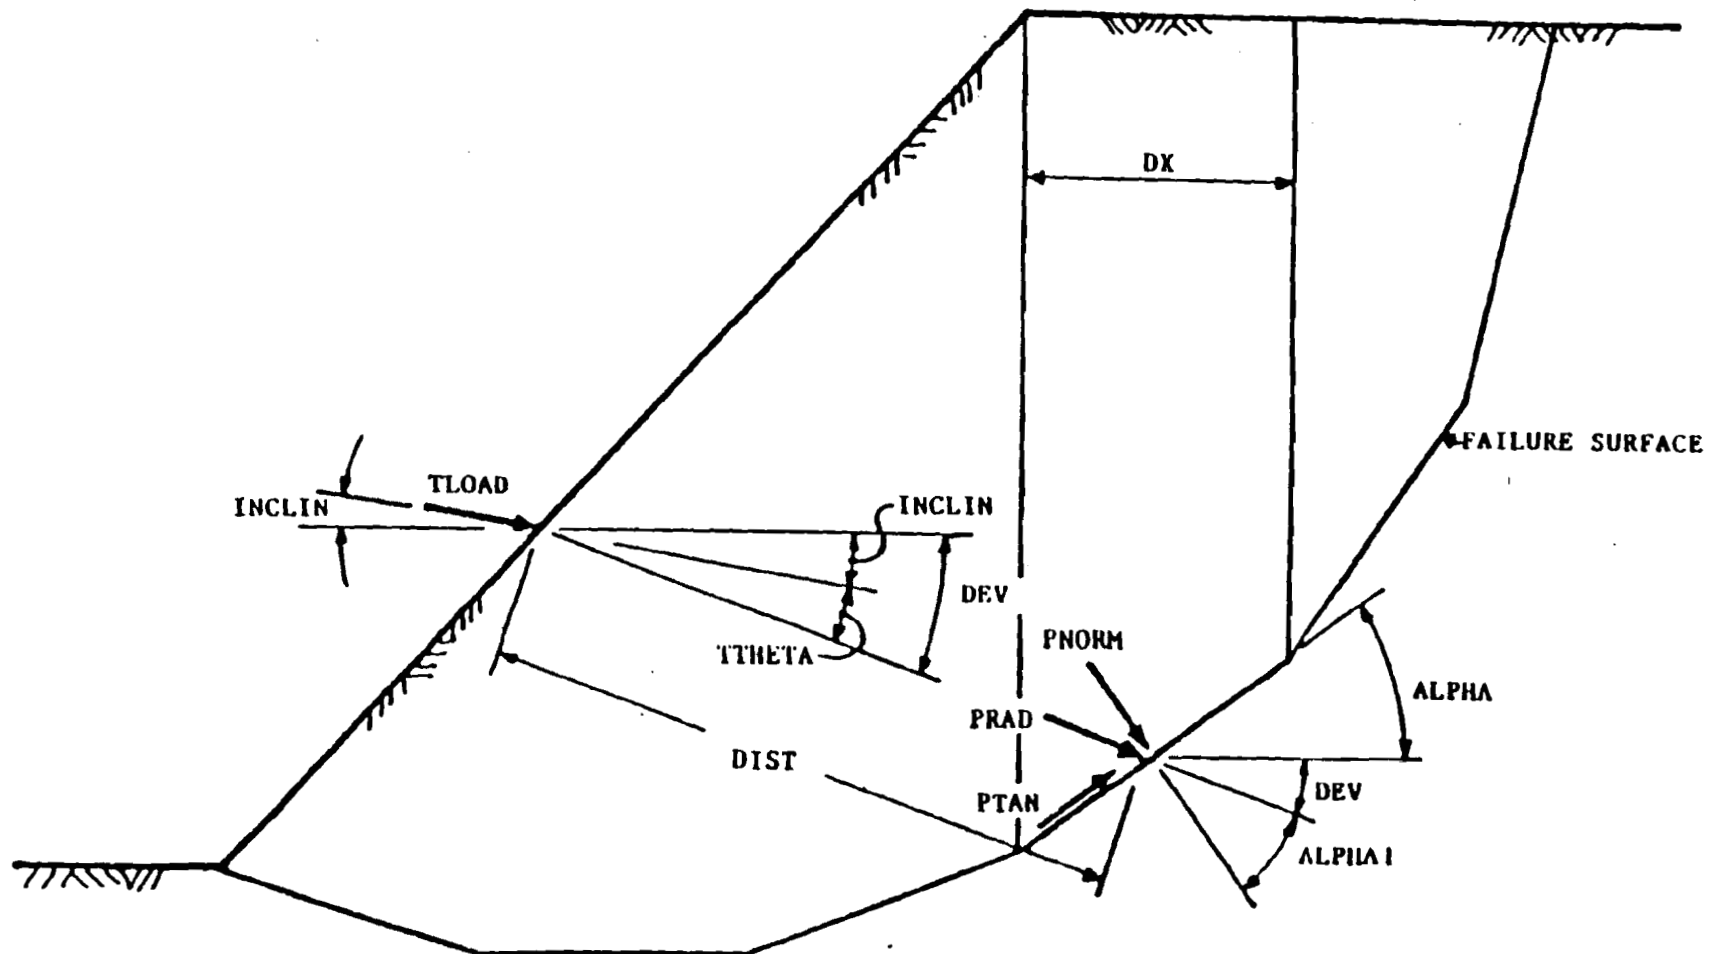 DX
FAILURE SURFACE
TLOAD
INCLIN
INCLIN
DEV
TTHETA
PNORM
ALPHA
PRAD
DIST
DEV
PTAN
ALPHA1